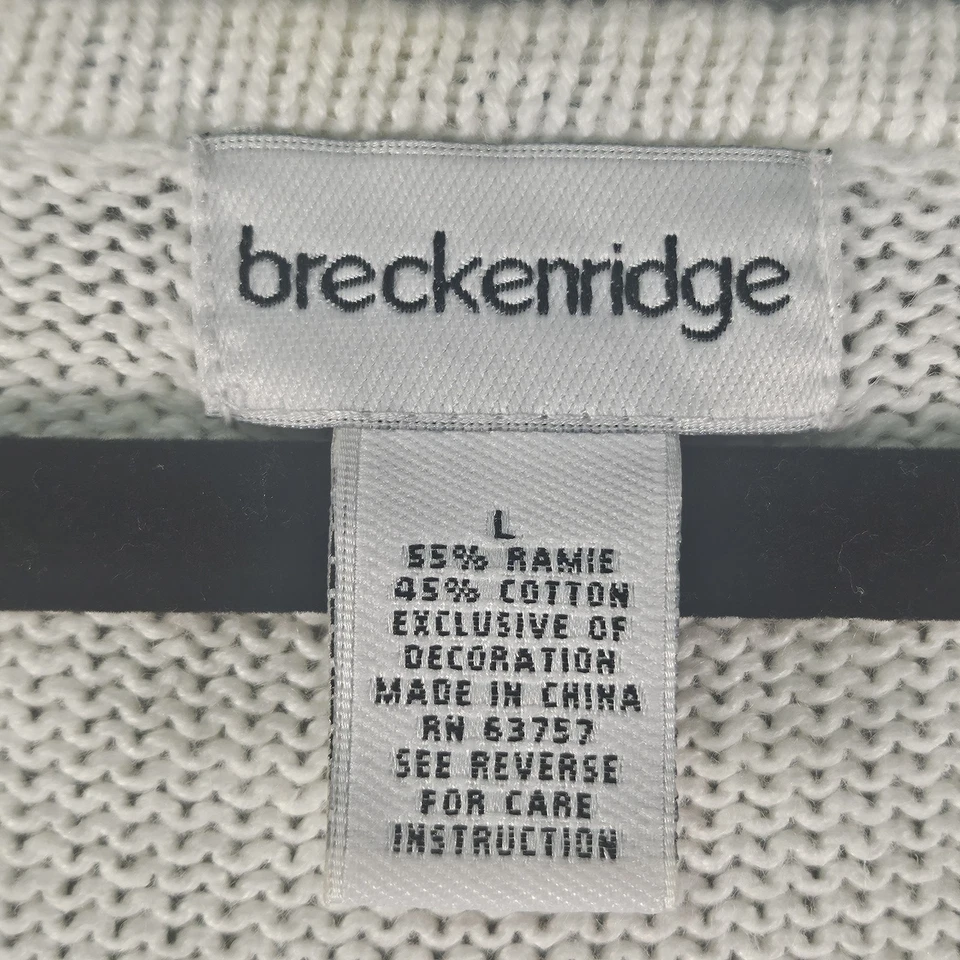 breckenridge
L
55% RAMIE
45% COTTON
EXCLUSIVE OF
DECORATION
MADE IN CHINA
RN 63757
SEE REVERSE
FOR CARE
INSTRUCTION